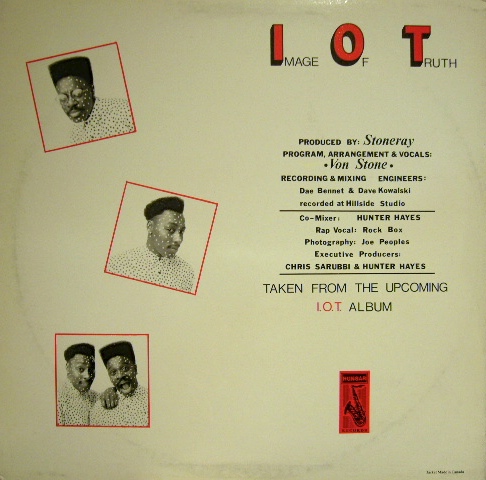 I O T
IMAGE OF TRUTH
PRODUCED BY: Stoneray
PROGRAM, ARRANGEMENT & VOCALS:
•Von Stone•
RECORDING & MIXING ENGINEERS:
Dae Bennet & Dave Kowalski
recorded at Hillside Studio
Co-Mixer: HUNTER HAYES
Rap Vocal: Rock Box
Photography: Joe Peoples
Executive Producers:
CHRIS SARUBBI & HUNTER HAYES
TAKEN FROM THE UPCOMING
I.O.T. ALBUM